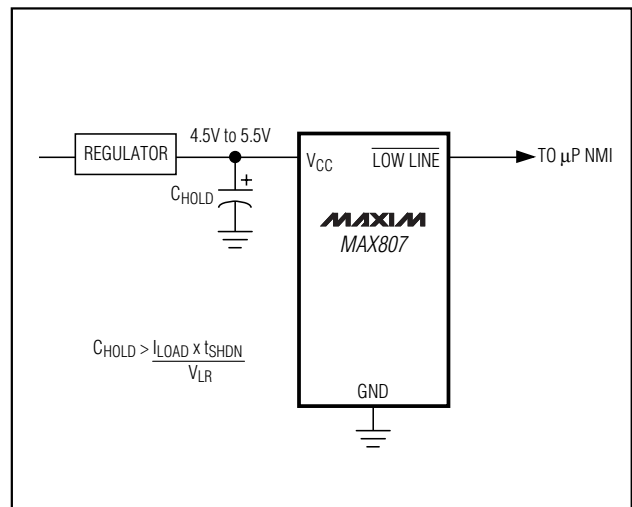 4.5V to 5.5V
REGULATOR
VCC
LOW LINE
TO μP NMI
CHOLD
+
MAXIM
MAX807
CHOLD > ILOAD x tSHDN
VLR
GND